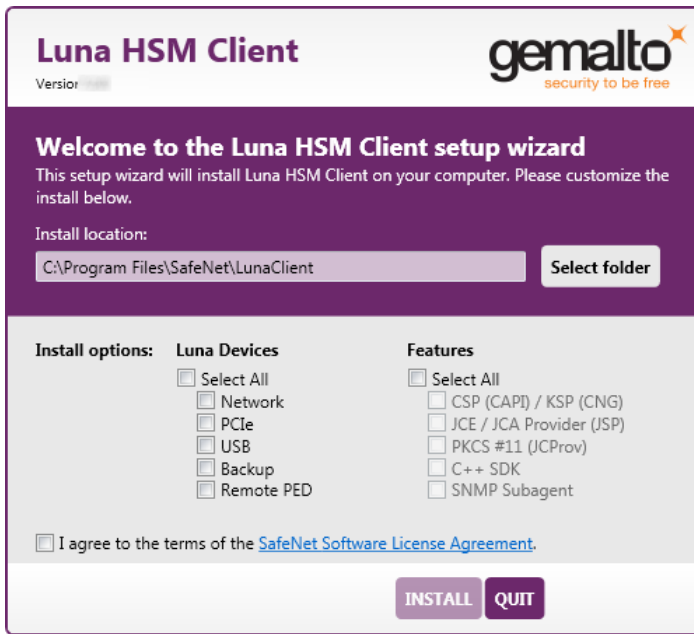 Luna HSM Client
Version
gemalto
security to be free
Welcome to the Luna HSM Client setup wizard
This setup wizard will install Luna HSM Client on your computer. Please customize the
install below.
Install location:
C:\Program Files\SafeNet\LunaClient
Select folder
Install options:
Luna Devices
Select All
Network
PCIe
USB
Backup
Remote PED
Features
Select All
CSP (CAPI) / KSP (CNG)
JCE / JCA Provider (JSP)
PKCS #11 (JCProv)
C++ SDK
SNMP Subagent
I agree to the terms of the SafeNet Software License Agreement.
INSTALL
QUIT